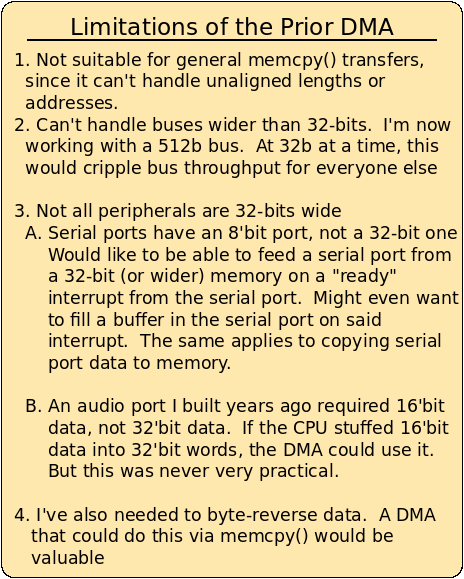 Limitations of the Prior DMA
1. Not suitable for general memcpy() transfers,
since it can't handle unaligned lengths or
addresses.
2. Can't handle buses wider than 32-bits.  I'm now
working with a 512b bus.  At 32b at a time, this
would cripple bus throughput for everyone else
3. Not all peripherals are 32-bits wide
A. Serial ports have an 8'bit port, not a 32-bit one
Would like to be able to feed a serial port from
a 32-bit (or wider) memory on a "ready"
interrupt from the serial port.  Might even want
to fill a buffer in the serial port on said
interrupt.  The same applies to copying serial
port data to memory.
B. An audio port I built years ago required 16'bit
data, not 32'bit data.  If the CPU stuffed 16'bit
data into 32'bit words, the DMA could use it.
But this was never very practical.
4. I've also needed to byte-reverse data.  A DMA
that could do this via memcpy() would be
valuable